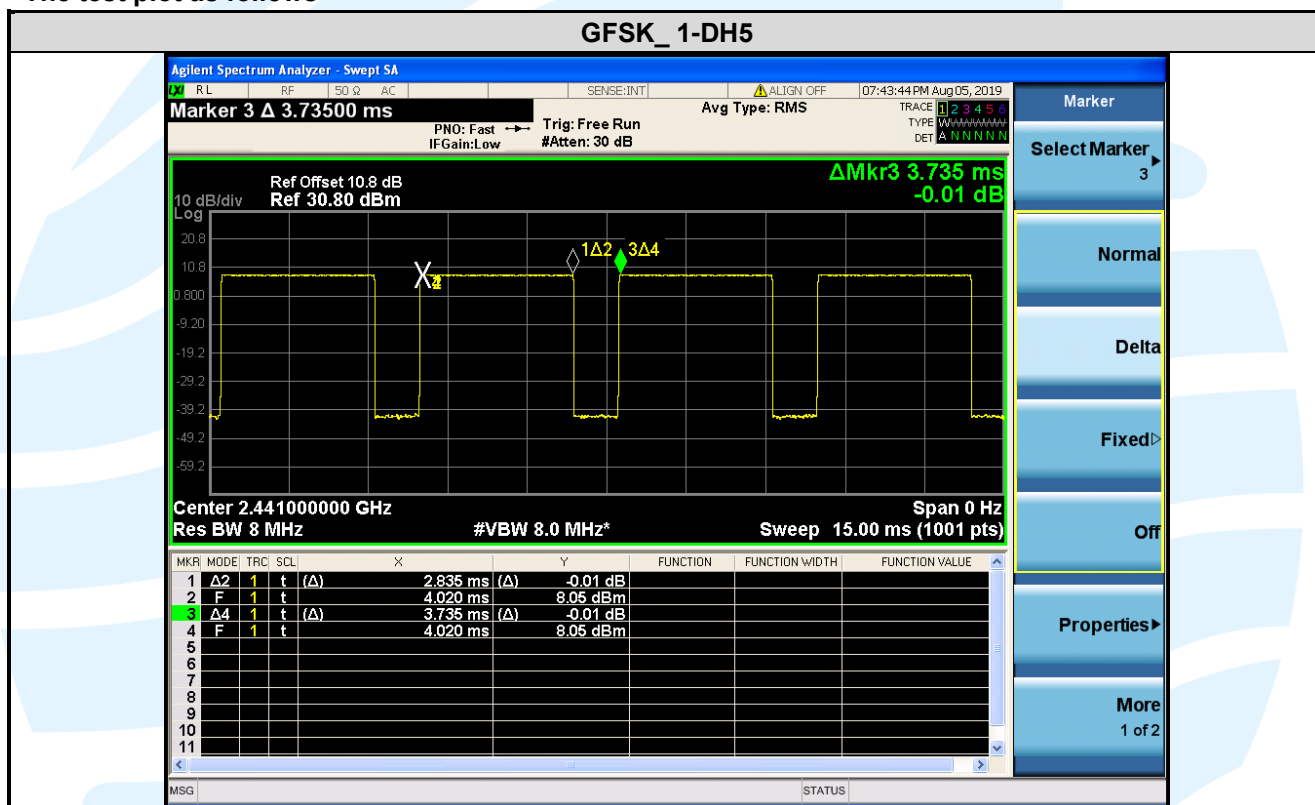 The test plot as follows
GFSK_ 1-DH5
Agilent Spectrum Analyzer - Swept SA
LXI RL RF 50 Ω AC SENSE:INT ALIGN OFF 07:43:44 PM Aug 05, 2019
Marker 3 Δ 3.73500 ms
PNO: Fast
IFGain:Low
Trig: Free Run
#Atten: 30 dB
Avg Type: RMS
TRACE 1 2 3 4 5 6
TYPE WWWWWW
DET A N N N N N
ΔMkr3 3.735 ms
-0.01 dB
Ref Offset 10.8 dB
10 dB/div Ref 30.80 dBm
Log
20.8
10.8
0.800
-9.20
-19.2
-29.2
-39.2
-49.2
-59.2
1Δ2 3Δ4
Center 2.441000000 GHz Span 0 Hz
Res BW 8 MHz #VBW 8.0 MHz* Sweep 15.00 ms (1001 pts)
MKR MODE TRC SCL X Y FUNCTION FUNCTION WIDTH FUNCTION VALUE
1 Δ2 1 t (Δ) 2.835 ms (Δ) -0.01 dB
2 F 1 t 4.020 ms 8.05 dBm
3 Δ4 1 t (Δ) 3.735 ms (Δ) -0.01 dB
4 F 1 t 4.020 ms 8.05 dBm
5
6
7
8
9
10
11
MSG STATUS
Marker
Select Marker
3
Normal
Delta
Fixed
Off
Properties
More
1 of 2